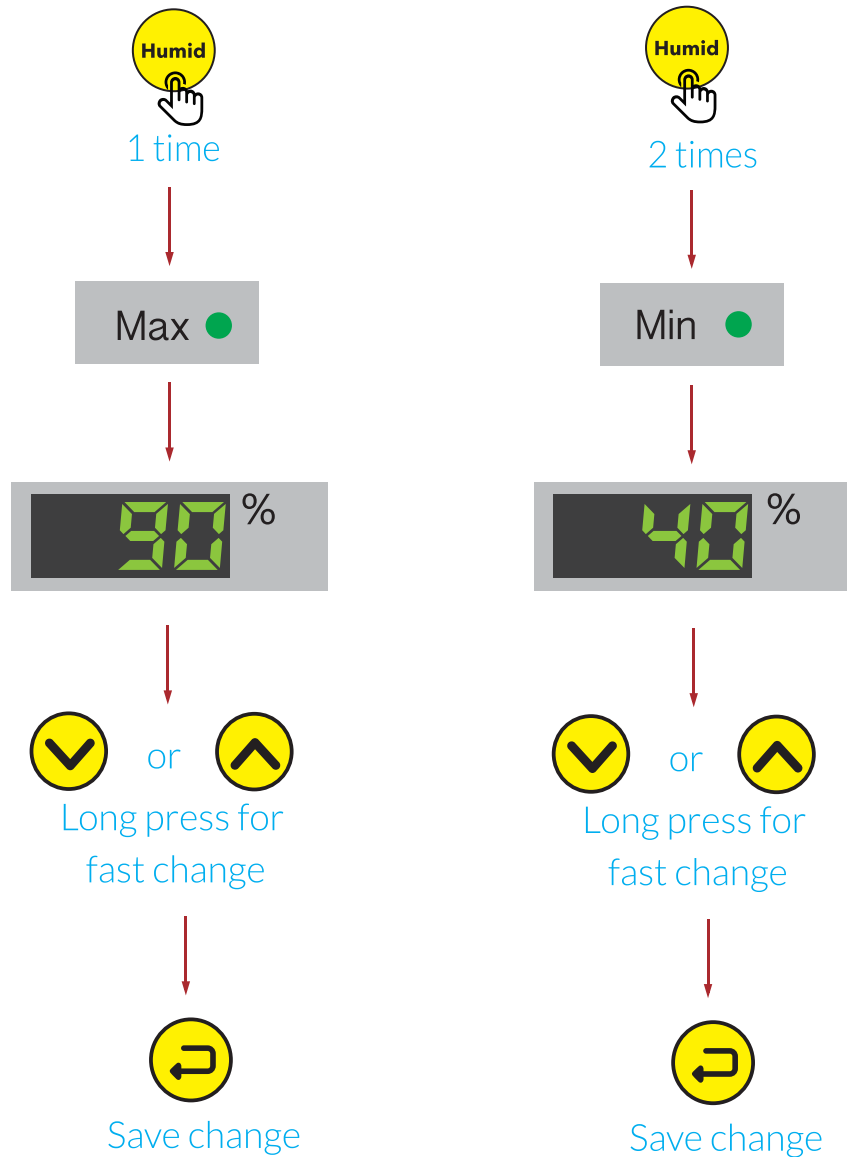 Humid
1 time
Max
90 %
or
Long press for
fast change
Save change
Humid
2 times
Min
40 %
or
Long press for
fast change
Save change